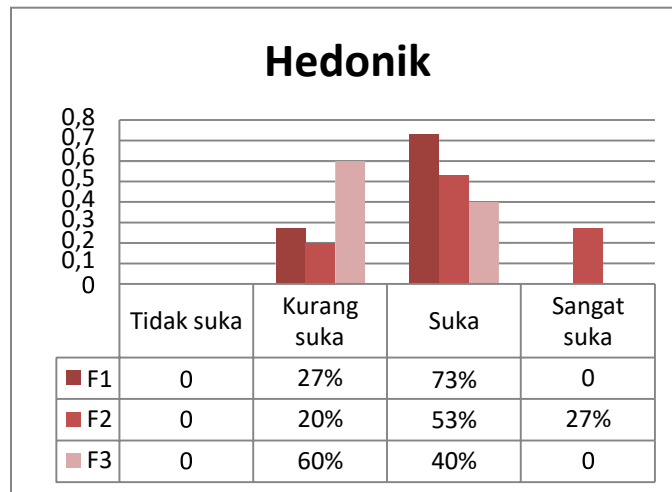 Hedonik
0,8
0,7
0,6
0,5
0,4
0,3
0,2
0,1
0
Tidak suka Kurang suka Suka Sangat suka
F1 0 27% 73% 0
F2 0 20% 53% 27%
F3 0 60% 40% 0